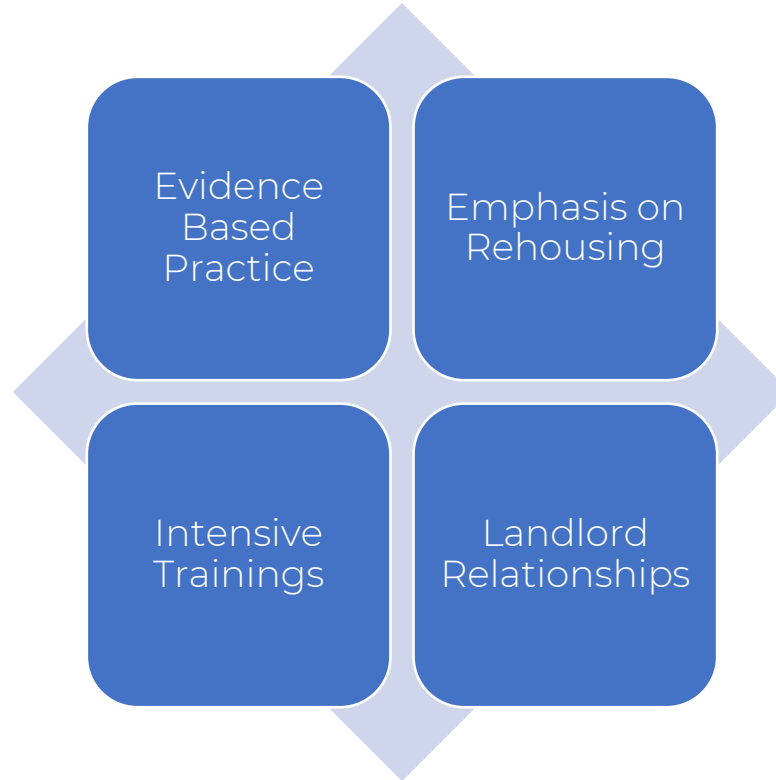 Evidence
Based
Practice
Emphasis on
Rehousing
Intensive
Trainings
Landlord
Relationships